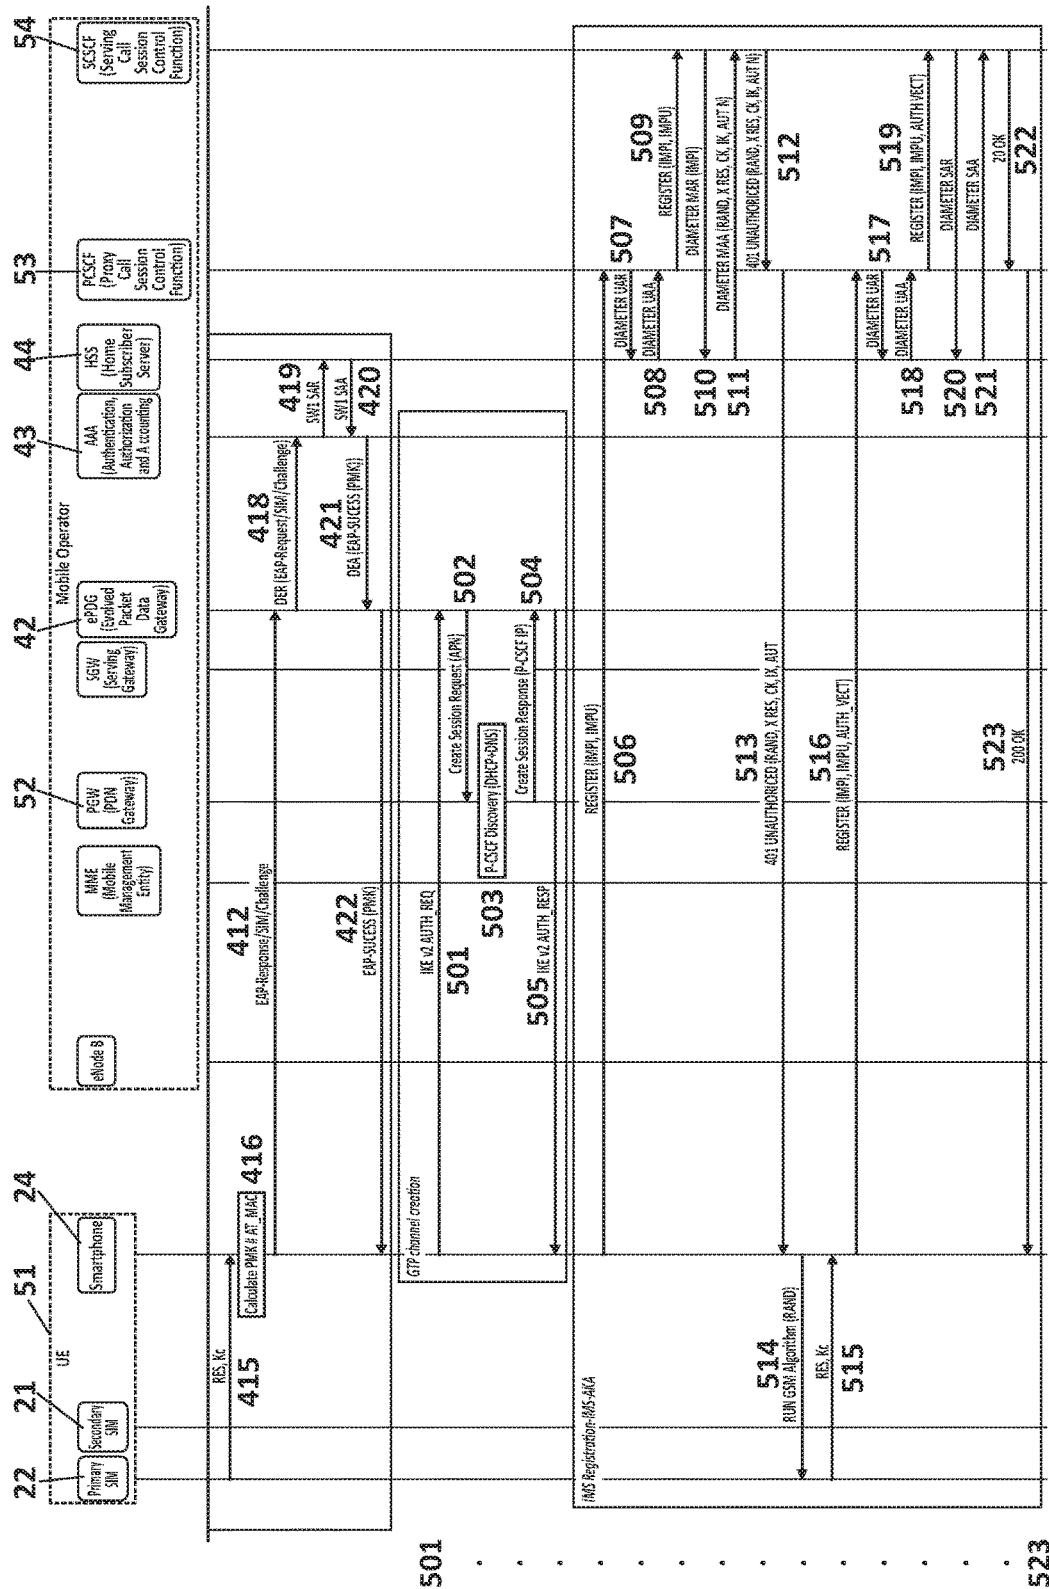 22
21
51
24
52
42
43
44
53
54
UE
Mobile Operator
Primary
SIM
Secondary
SIM
Smartphone
eNode B
MME
(Mobile
Management
Entity)
PGW
(PDN
Gateway)
SGW
(Serving
Gateway)
ePDG
(Evolved
Packet
Data
Gateway)
AAA
(Authentication,
Authorization
and Accounting
HSS
(Home
Subscriber
Server)
PCSCF
(Proxy
Call
Session
Control
Function)
SCSCF
(Serving
Call
Session
Control
Function)
RES, Kc
415
Calculate PMK # AT_MAC
416
412
EAP-Response/SIM/Challenge
418
DER (EAP-Request/SIM/Challenge)
419
SW1 SAR
SW1 SAA
420
421
DEA (EAP-SUCESS (PMK))
422
EAP-SUCESS (PMK)
GTP channel creation
IKE v2 AUTH_REQ
501
502
Create Session Request (APN)
P-CSCF Discovery (DHCP+DNS)
503
504
Create Session Response (P-CSCF IP)
505
IKE v2 AUTH_RESP
IMS Registration-IMS-AKA
REGISTER (IMPI, IMPU)
506
507
DIAMETER UAR
DIAMETER UAA
508
509
REGISTER (IMPI, IMPU)
DIAMETER MAR (IMPI)
510
DIAMETER MAA (RAND, X RES, CK, IK, AUT N)
511
401 UNAUTHORICED (RAND, X RES, CK, IK, AUT N)
512
513
401 UNAUTHORICED (RAND, X RES, CK, IX, AUT
514
RUN GSM Algorithm (RAND)
RES, Kc
515
516
REGISTER (IMPI, IMPU, AUTH_VECT)
517
DIAMETER UAR
DIAMETER UAA
518
519
REGISTER (IMPI, IMPU, AUTH VECT)
DIAMETER SAR
520
DIAMETER SAA
521
20 OK
522
523
200 OK
501
523